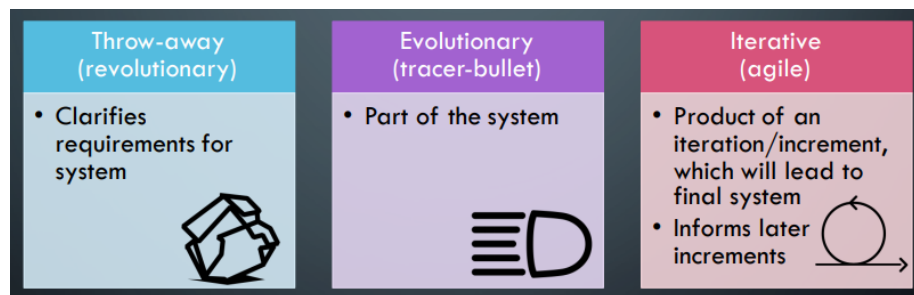 Throw-away
(revolutionary)
• Clarifies
requirements for
system
Evolutionary
(tracer-bullet)
• Part of the system
Iterative
(agile)
• Product of an
iteration/increment,
which will lead to
final system
• Informs later
increments